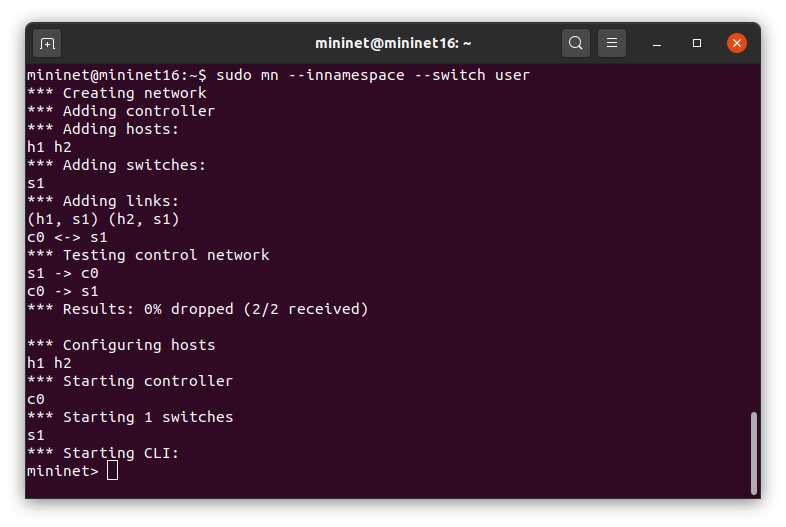 mininet@mininet16: ~
mininet@mininet16:~$ sudo mn --innamespace --switch user
*** Creating network
*** Adding controller
*** Adding hosts:
h1 h2
*** Adding switches:
s1
*** Adding links:
(h1, s1) (h2, s1)
c0 <-> s1
*** Testing control network
s1 -> c0
c0 -> s1
*** Results: 0% dropped (2/2 received)
*** Configuring hosts
h1 h2
*** Starting controller
c0
*** Starting 1 switches
s1
*** Starting CLI:
mininet>